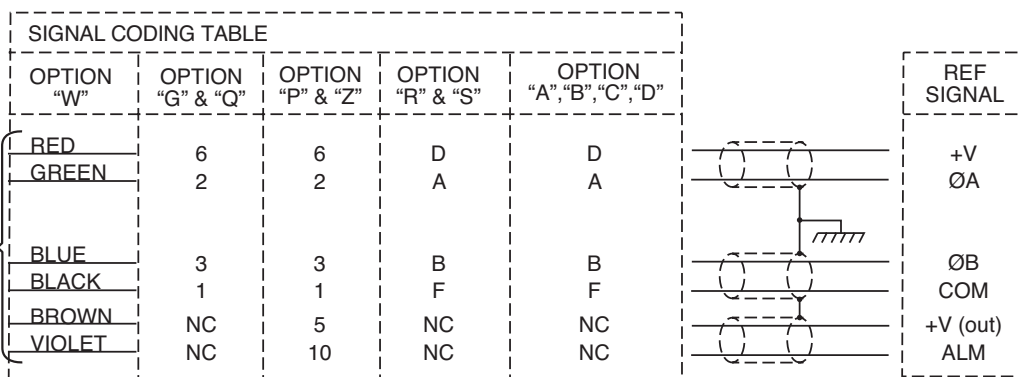 SIGNAL CODING TABLE
OPTION "W" OPTION "G" & "Q" OPTION "P" & "Z" OPTION "R" & "S" OPTION "A","B","C","D" REF SIGNAL
RED 6 6 D D +V
GREEN 2 2 A A ØA
BLUE 3 3 B B ØB
BLACK 1 1 F F COM
BROWN NC 5 NC NC +V (out)
VIOLET NC 10 NC NC ALM